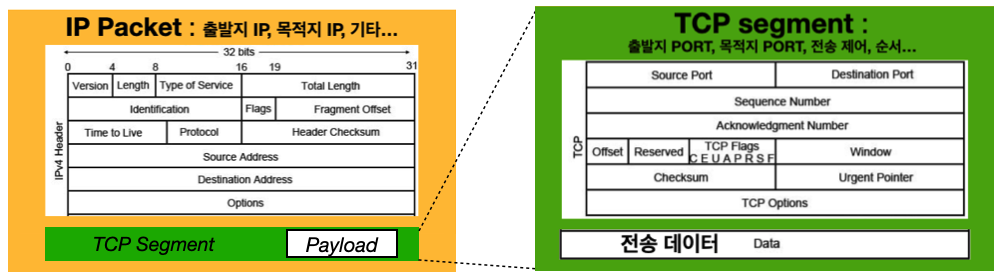 IP Packet : 출발지 IP, 목적지 IP, 기타...
32 bits
0 4 8 16 19 31
Version Length Type of Service Total Length
Identification Flags Fragment Offset
Time to Live Protocol Header Checksum
Source Address
Destination Address
Options
IPv4 Header
TCP Segment Payload
TCP segment :
출발지 PORT, 목적지 PORT, 전송 제어, 순서...
Source Port Destination Port
Sequence Number
Acknowledgment Number
Offset Reserved TCP Flags Window
C E U A P R S F
Checksum Urgent Pointer
TCP Options
TCP
전송 데이터 Data